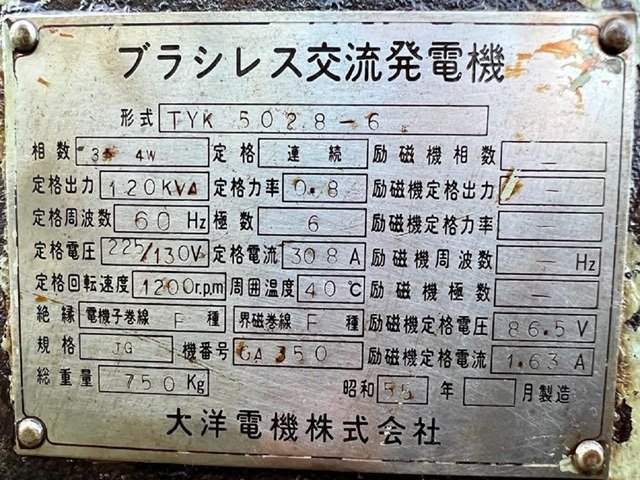 ブラシレス交流発電機
形式 TYK 5028-6
相数 3φ 4W 定格 連続 励磁機相数 —
定格出力 120KVA 定格力率 0.8 励磁機定格出力 —
定格周波数 60 Hz 極数 6 励磁機定格力率 —
定格電圧 225/130V 定格電流 308 A 励磁機周波数 — Hz
定格回転速度 1200r.p.m 周囲温度 40℃ 励磁機極数 —
絶縁 電機子巻線 F 種 界磁巻線 F 種 励磁機定格電圧 86.5V
規格 JG 機番号 GA350 励磁機定格電流 1.63 A
総重量 750Kg 昭和 55 年 月製造
大洋電機株式会社